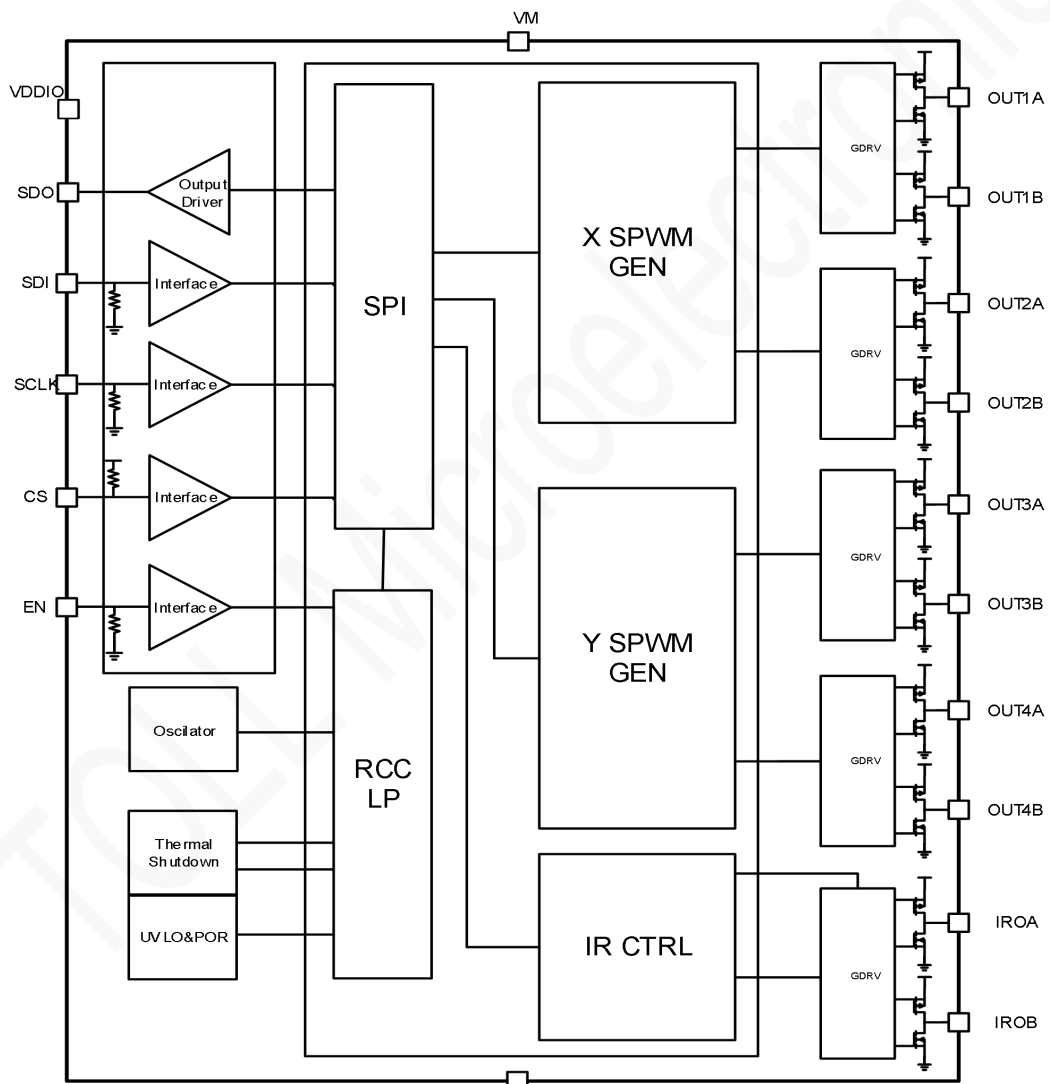 VM
VDDIO
SDO
SDI
SCLK
CS
EN
Output
Driver
Interface
Interface
Interface
Interface
Oscilator
Thermal
Shutdown
UVLO&POR
SPI
RCC
LP
X SPWM
GEN
Y SPWM
GEN
IR CTRL
GDRV
GDRV
GDRV
GDRV
GDRV
OUT1A
OUT1B
OUT2A
OUT2B
OUT3A
OUT3B
OUT4A
OUT4B
IROA
IROB
TOLL Microelectronic